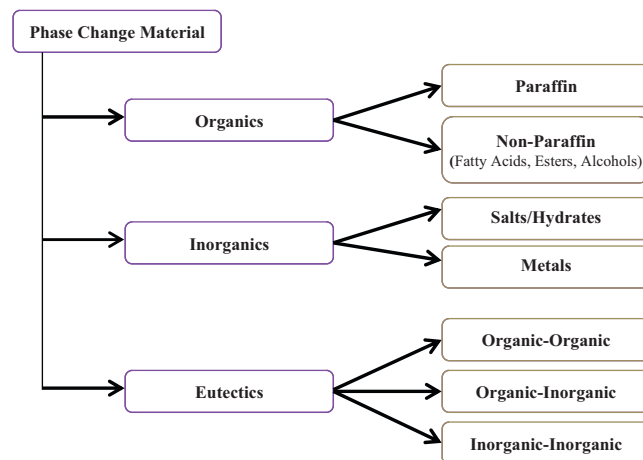 Phase Change Material
Organics
Paraffin
Non-Paraffin
(Fatty Acids, Esters, Alcohols)
Inorganics
Salts/Hydrates
Metals
Eutectics
Organic-Organic
Organic-Inorganic
Inorganic-Inorganic